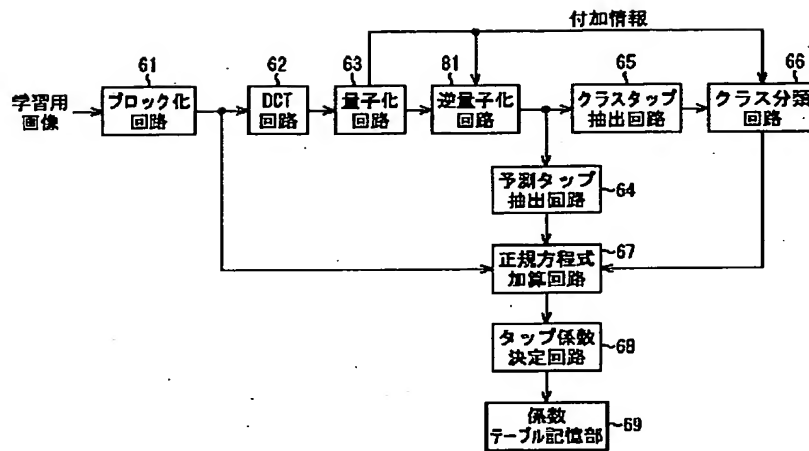 付加情報
61
62
63
81
65
66
学習用
画像
ブロック化
回路
DCT
回路
量子化
回路
逆量子化
回路
クラスタップ
抽出回路
クラス分類
回路
予測タップ
抽出回路
64
正規方程式
加算回路
67
タップ係数
決定回路
68
係数
テーブル記憶部
69